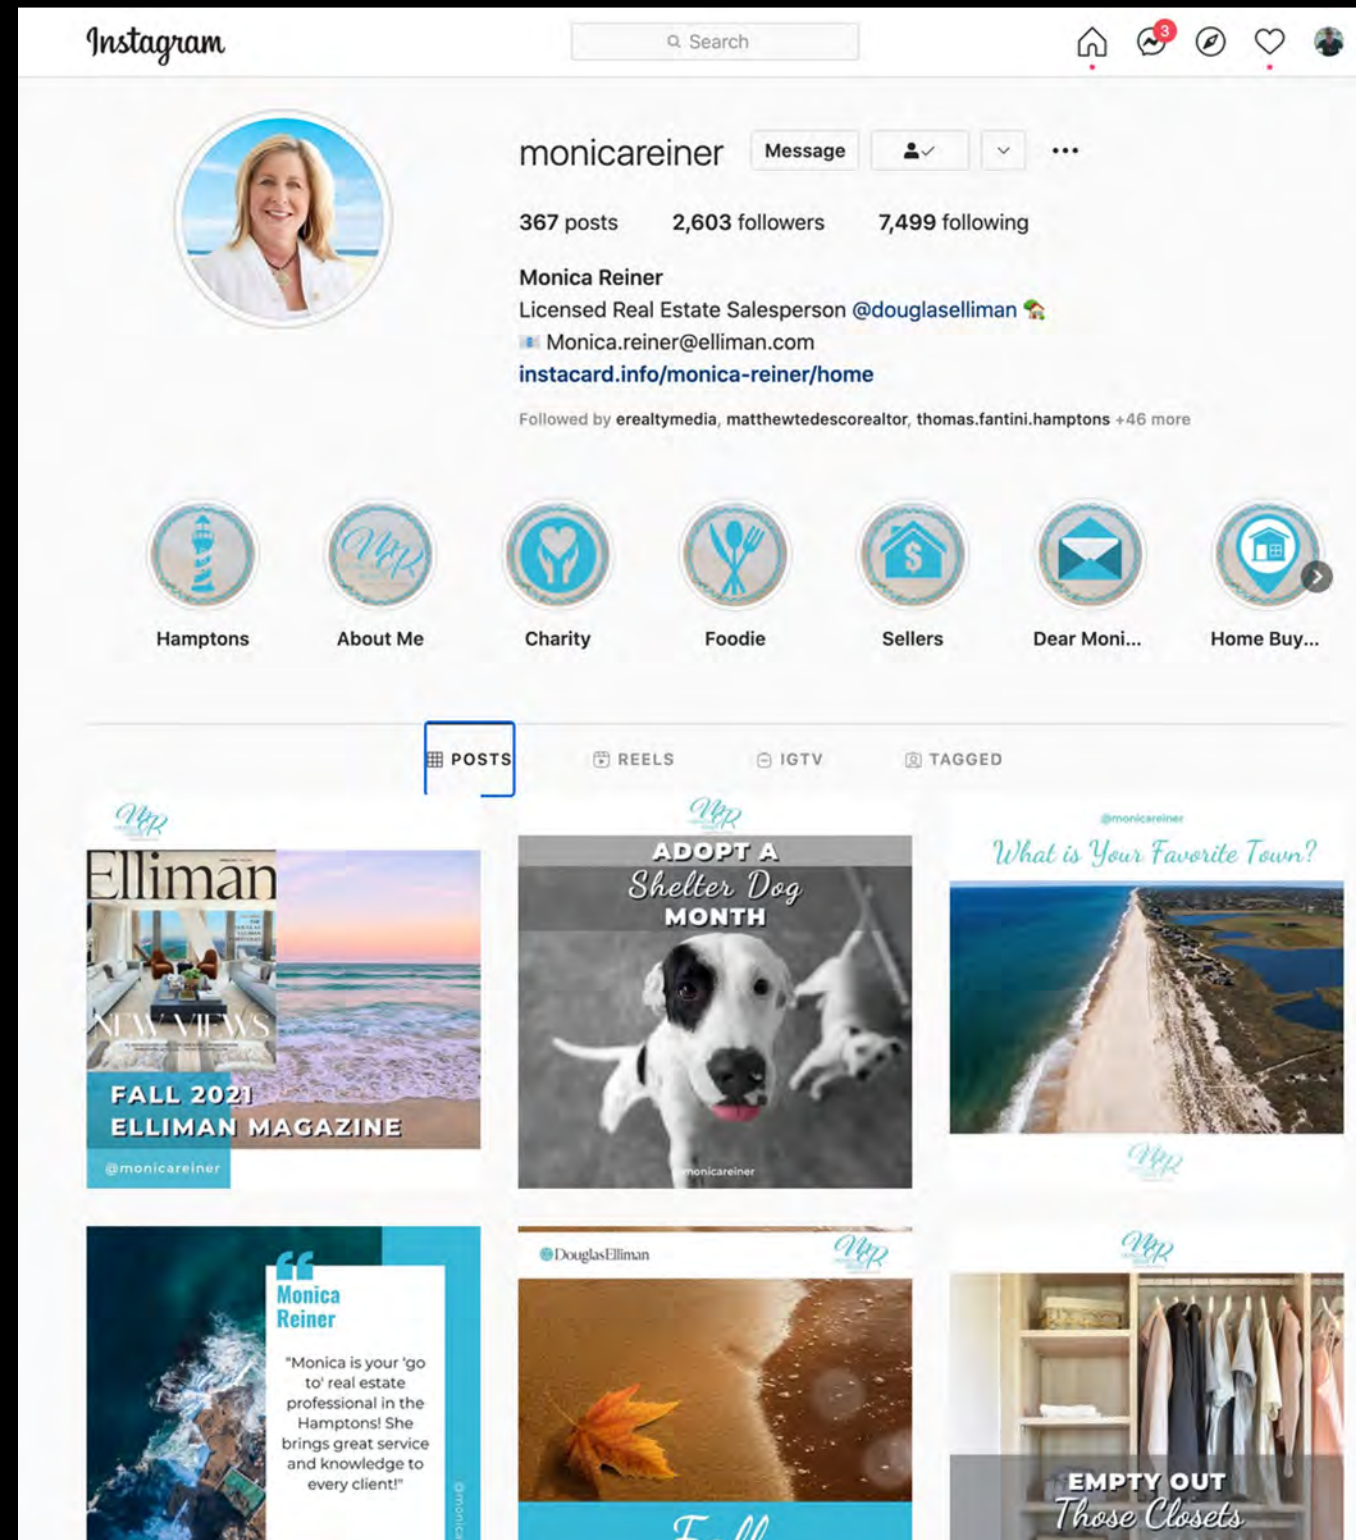 Instagram
Search
3
monicareiner
Message
367 posts 2,603 followers 7,499 following
Monica Reiner
Licensed Real Estate Salesperson @douglaselliman
Monica.reiner@elliman.com
instacard.info/monica-reiner/home
Followed by erealtymedia, matthewtedescorealtor, thomas.fantini.hamptons +46 more
Hamptons
About Me
Charity
Foodie
Sellers
Dear Moni...
Home Buy...
POSTS
REELS
IGTV
TAGGED
Elliman
NEW VIEWS
FALL 2021
ELLIMAN MAGAZINE
@monicareiner
ADOPT A
Shelter Dog
MONTH
monicareiner
@monicareiner
What is Your Favorite Town?
Monica
Reiner
"Monica is your 'go
to' real estate
professional in the
Hamptons! She
brings great service
and knowledge to
every client!"
DouglasElliman
Fall
EMPTY OUT
Those Closets